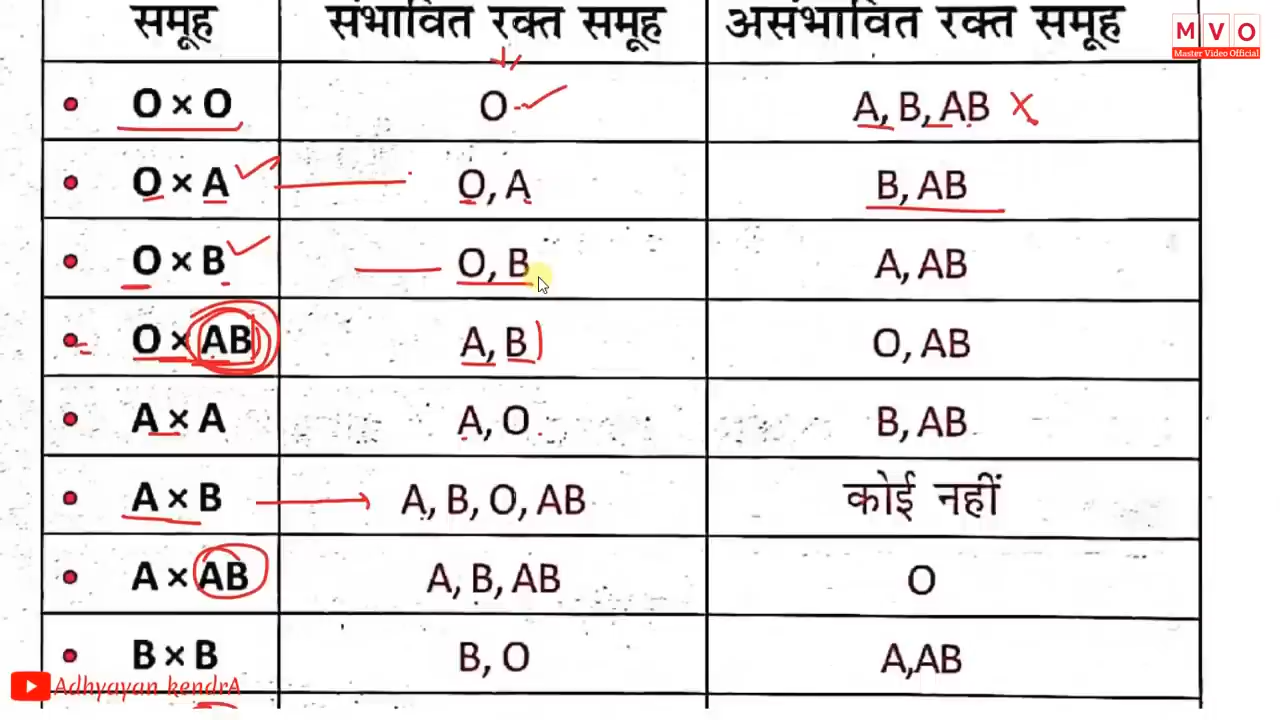 समूह संभावित रक्त समूह असंभावित रक्त समूह
M V O
Master Video Official
O × O O A, B, AB
O × A O, A B, AB
O × B O, B A, AB
O × AB A, B O, AB
A × A A, O B, AB
A × B A, B, O, AB कोई नहीं
A × AB A, B, AB O
B × B B, O A,AB
Adhyayan kendrA